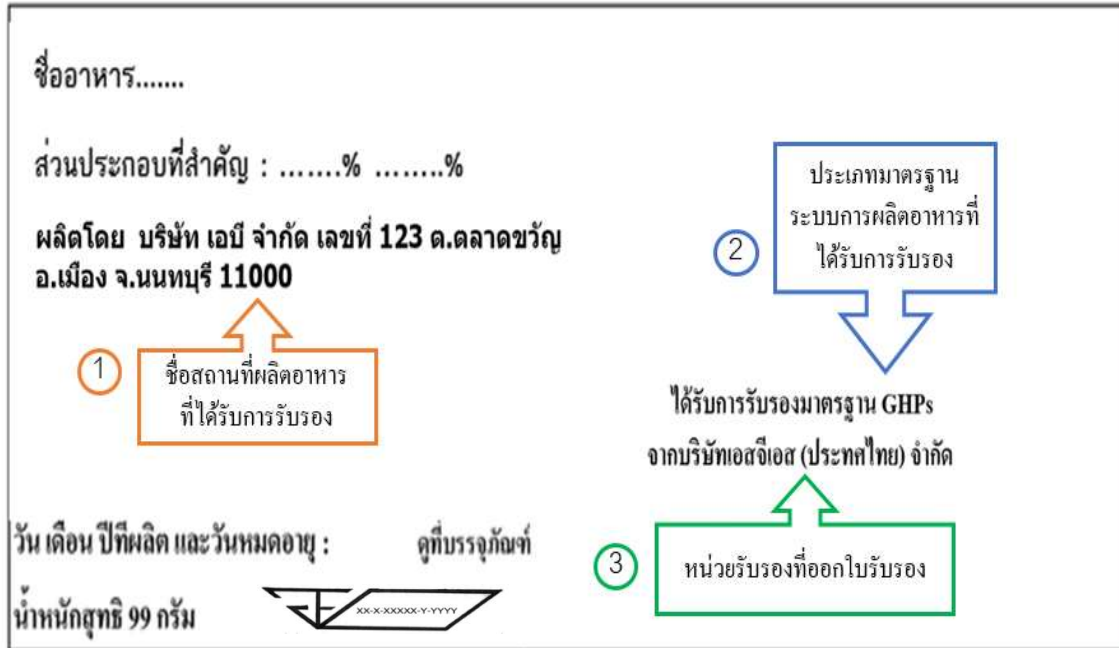 ชื่ออาหาร.......
ส่วนประกอบที่สำคัญ : .......% ........%
ผลิตโดย บริษัท เอบี จำกัด เลขที่ 123 ต.ตลาดขวัญ
อ.เมือง จ.นนทบุรี 11000
1
ชื่อสถานที่ผลิตอาหาร
ที่ได้รับการรับรอง
2
ประเภทมาตรฐาน
ระบบการผลิตอาหารที่
ได้รับการรับรอง
ได้รับการรับรองมาตรฐาน GHPs
จากบริษัทเอสจีเอส (ประทศไทย) จำกัด
3
หน่วยรับรองที่ออกใบรับรอง
วัน เดือน ปีที่ผลิต และวันหมดอายุ : ดูที่บรรจุภัณฑ์
น้ำหนักสุทธิ 99 กรัม
XX-X-XXXXX-Y-YYYY